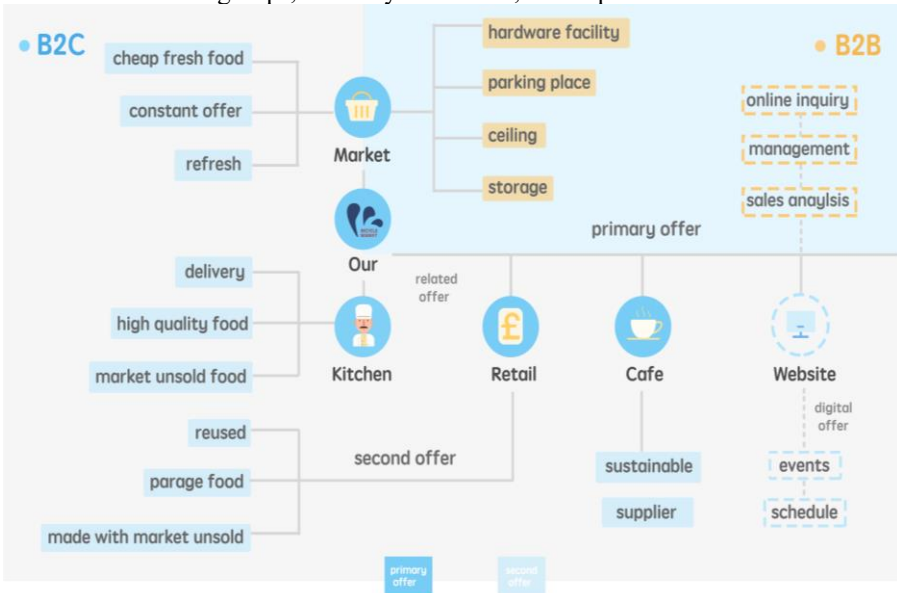 B2C
B2B
cheap fresh food
constant offer
refresh
Market
hardware facility
parking place
ceiling
storage
online inquiry
management
sales anaylsis
primary offer
Our
related
offer
delivery
high quality food
market unsold food
Kitchen
£
Retail
Cafe
Website
digital
offer
reused
parage food
made with market unsold
second offer
sustainable
supplier
events
schedule
primary
offer
second
offer